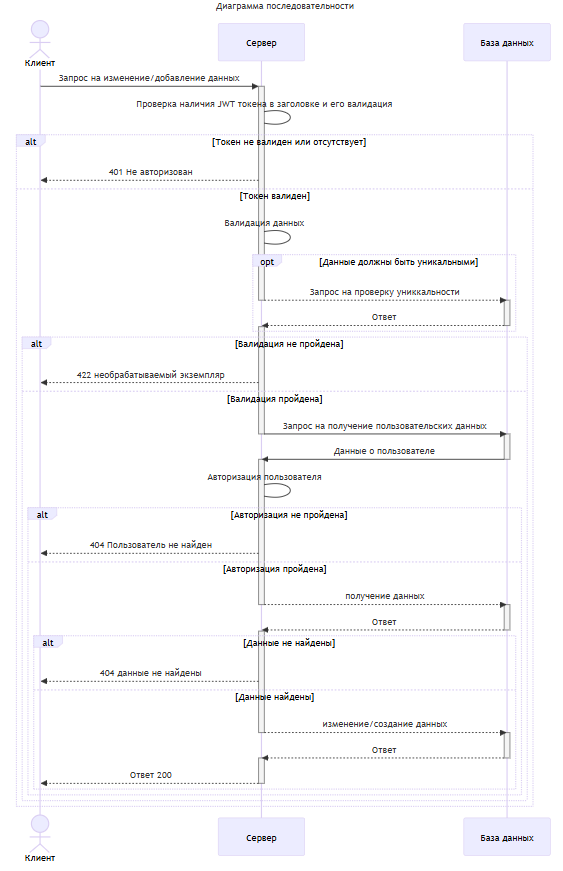 Диаграмма последовательности
Клиент
Сервер
База данных
Запрос на изменение/добавление данных
Проверка наличия JWT токена в заголовке и его валидация
alt
[Токен не валиден или отсутствует]
401 Не авторизован
[Токен валиден]
Валидация данных
opt
[Данные должны быть уникальными]
Запрос на проверку униккальности
Ответ
alt
[Валидация не пройдена]
422 необрабатываемый экземпляр
[Валидация пройдена]
Запрос на получение пользовательских данных
Данные о пользователе
Авторизация пользователя
alt
[Авторизация не пройдена]
404 Пользователь не найден
[Авторизация пройдена]
получение данных
Ответ
alt
[Данные не найдены]
404 данные не найдены
[Данные найдены]
изменение/создание данных
Ответ
Ответ 200
Клиент
Сервер
База данных